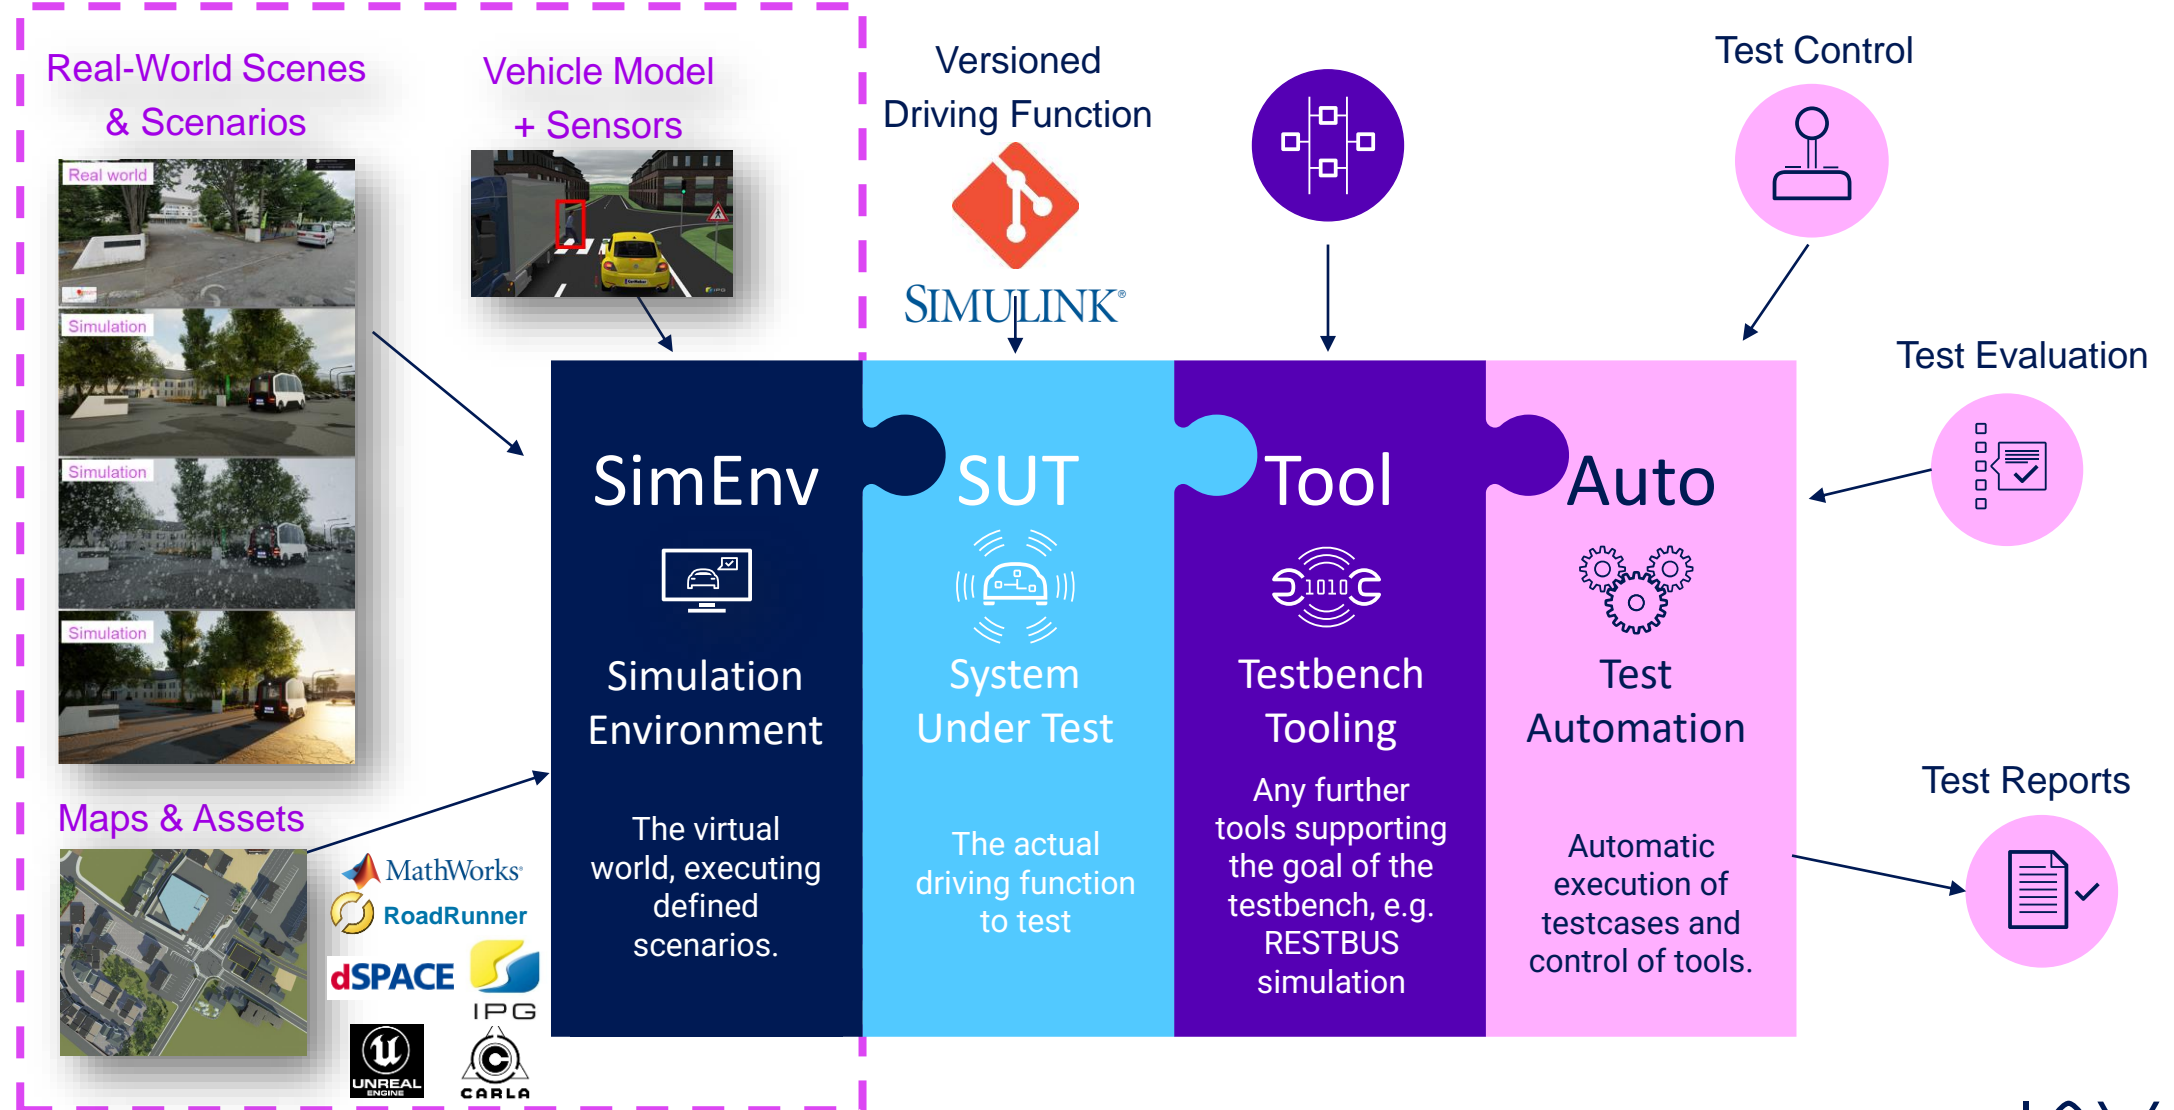 Real-World Scenes
& Scenarios
Real world
Simulation
Simulation
Simulation
Maps & Assets
MathWorks®
RoadRunner
dSPACE
IPG
UNREAL
ENGINE
CARLA
Vehicle Model
+ Sensors
Versioned
Driving Function
SIMULINK®
Test Control
Test Evaluation
Test Reports
SimEnv
Simulation
Environment
The virtual
world, executing
defined
scenarios.
SUT
System
Under Test
The actual
driving function
to test
Tool
1010
Testbench
Tooling
Any further
tools supporting
the goal of the
testbench, e.g.
RESTBUS
simulation
Auto
Test
Automation
Automatic
execution of
testcases and
control of tools.